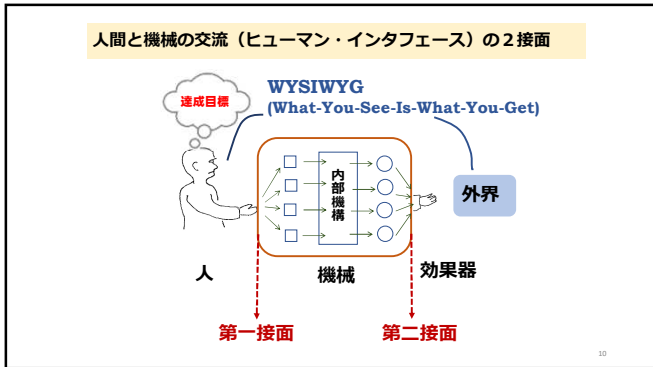 人間と機械の交流（ヒューマン・インタフェース）の２接面
達成目標
WYSIWYG
(What-You-See-Is-What-You-Get)
内部機構
外界
人
機械
効果器
第一接面
第二接面
10